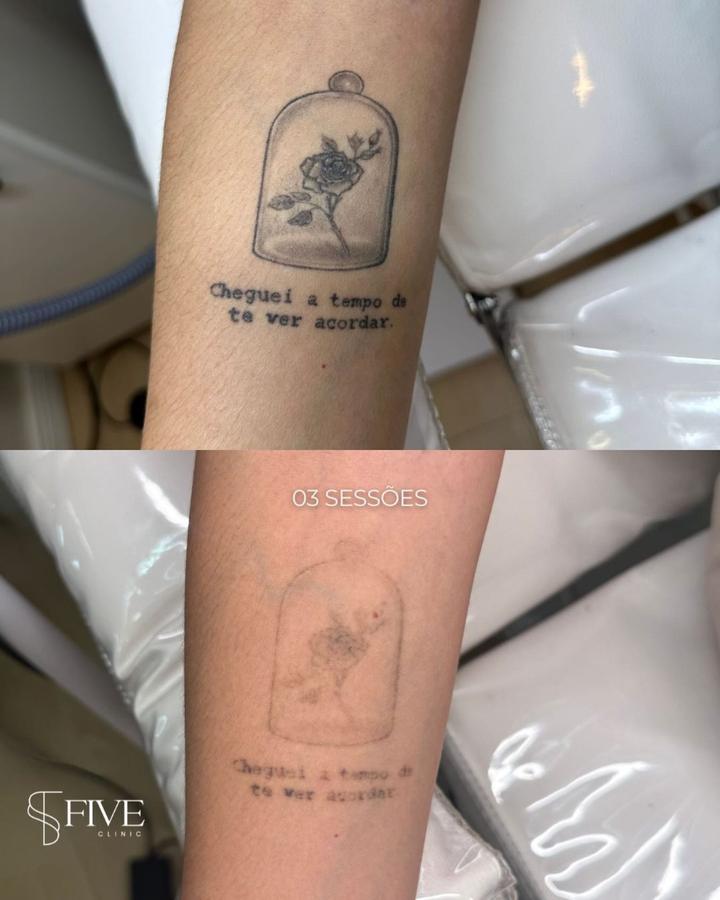 Cheguei a tempo de
te ver acordar.
03 SESSÕES
Cheguei a tempo de
te ver acordar
FIVE
CLINIC